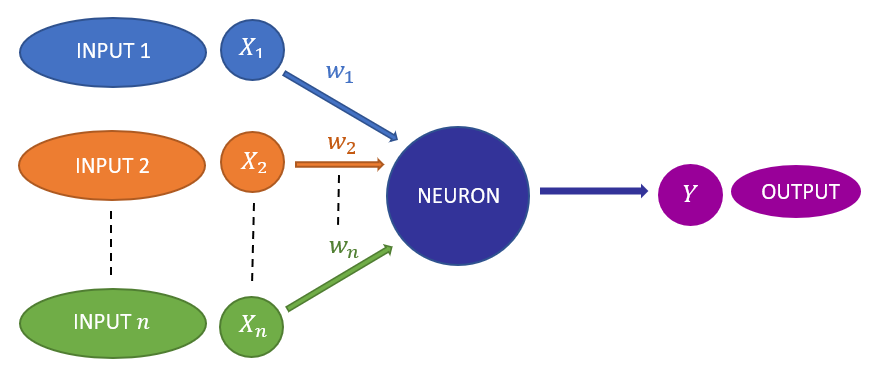 INPUT 1
X₁
w₁
INPUT 2
X₂
w₂
NEURON
Y
OUTPUT
wₙ
INPUT n
Xₙ